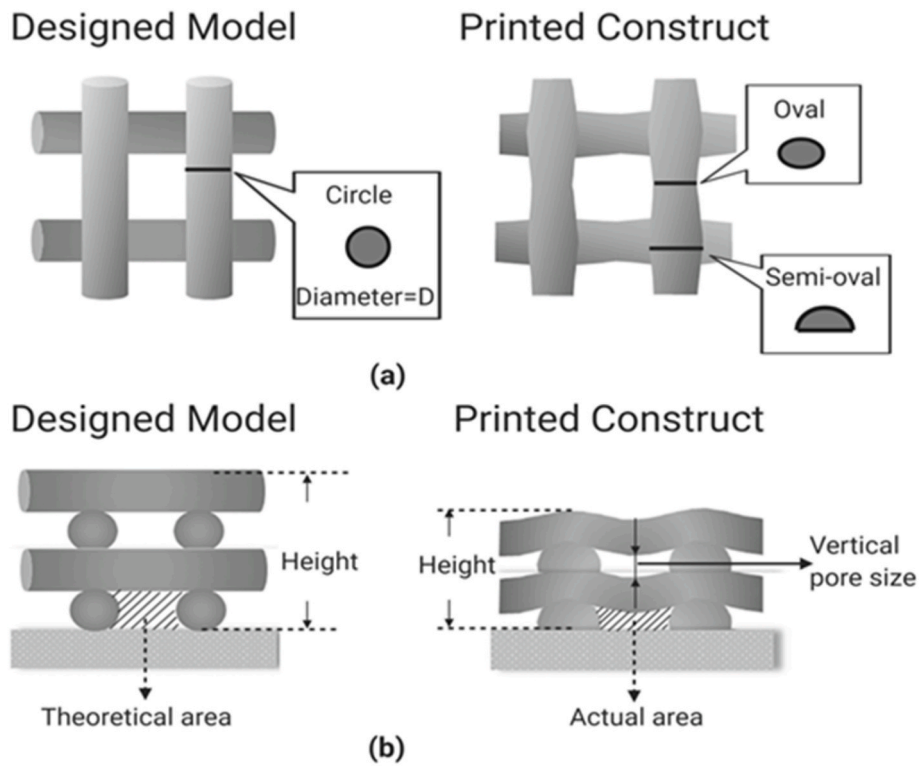 Designed Model
Printed Construct
Circle
Diameter=D
Oval
Semi-oval
(a)
Designed Model
Printed Construct
Height
Theoretical area
Height
Vertical
pore size
Actual area
(b)